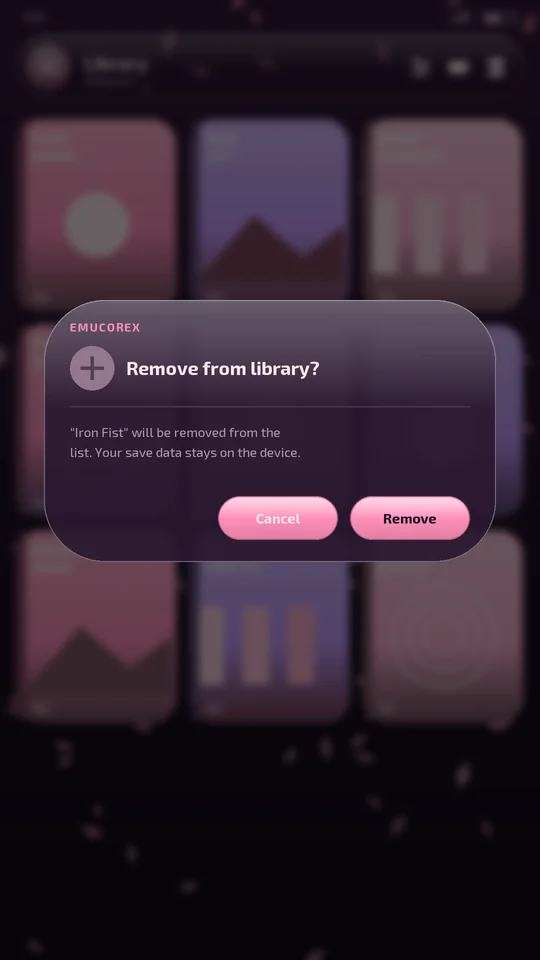 Library
EMUCOREX
Remove from library?
"Iron Fist" will be removed from the
list. Your save data stays on the device.
Cancel
Remove